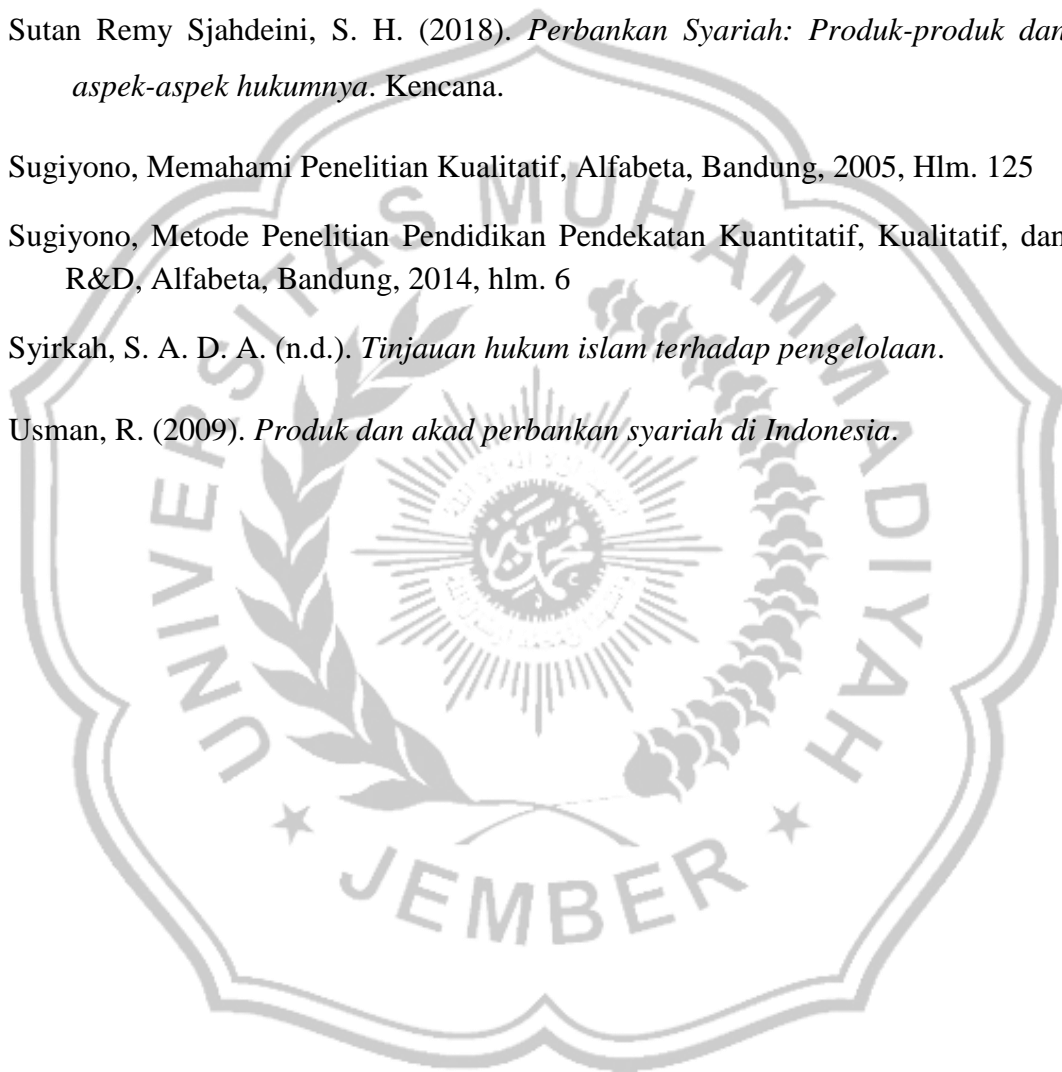 Sutan Remy Sjahdeini, S. H. (2018). Perbankan Syariah: Produk-produk dan
aspek-aspek hukumnya. Kencana.
Sugiyono, Memahami Penelitian Kualitatif, Alfabeta, Bandung, 2005, Hlm. 125
Sugiyono, Metode Penelitian Pendidikan Pendekatan Kuantitatif, Kualitatif, dan
R&D, Alfabeta, Bandung, 2014, hlm. 6
Syirkah, S. A. D. A. (n.d.). Tinjauan hukum islam terhadap pengelolaan.
Usman, R. (2009). Produk dan akad perbankan syariah di Indonesia.
UNIVERSITAS MUHAMMADIYAH
JEMBER